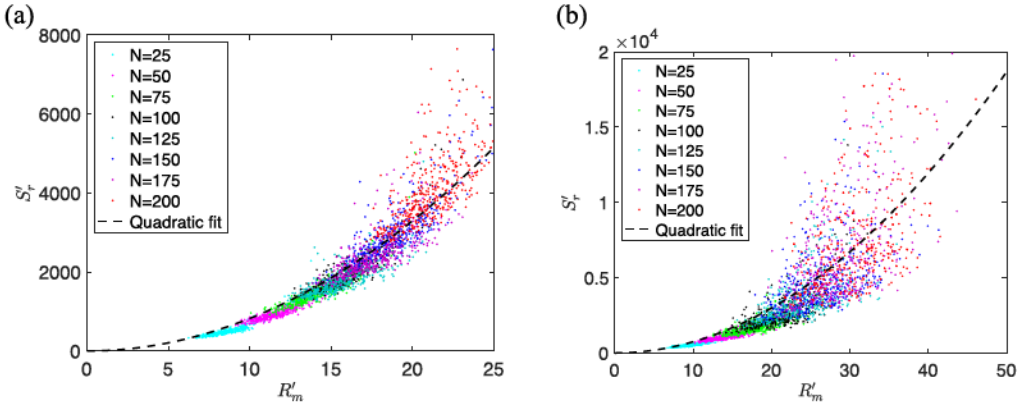 (a)
8000
6000
4000
2000
0
S'r
0 5 10 15 20 25
R'm
N=25
N=50
N=75
N=100
N=125
N=150
N=175
N=200
Quadratic fit
(b)
×10⁴
2
1.5
1
0.5
0
S'r
0 10 20 30 40 50
R'm
N=25
N=50
N=75
N=100
N=125
N=150
N=175
N=200
Quadratic fit